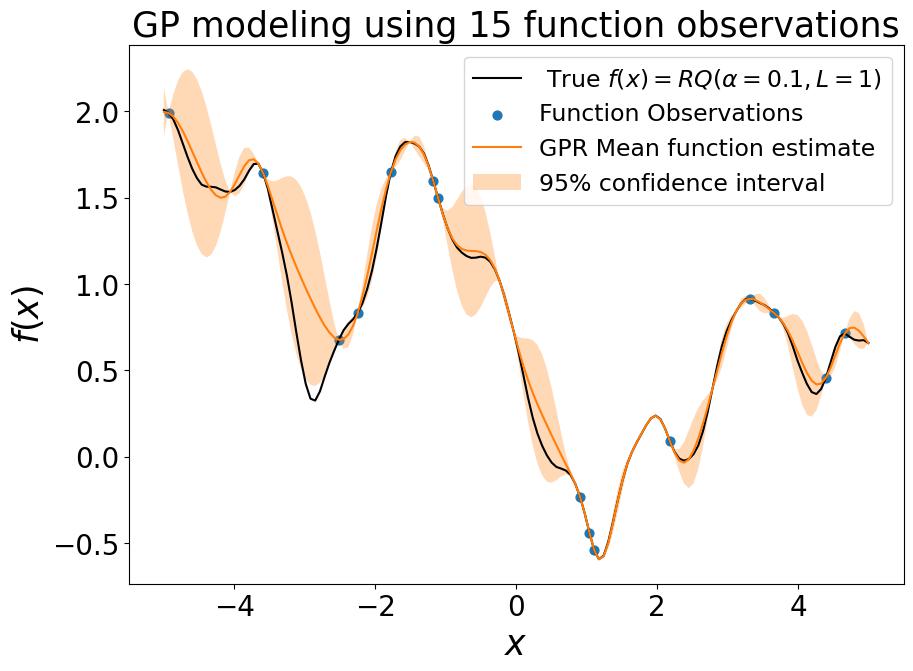 GP modeling using 15 function observations
True f(x) = RQ(α = 0.1, L = 1)
Function Observations
GPR Mean function estimate
95% confidence interval
f(x)
2.0
1.5
1.0
0.5
0.0
−0.5
−4 −2 0 2 4
x